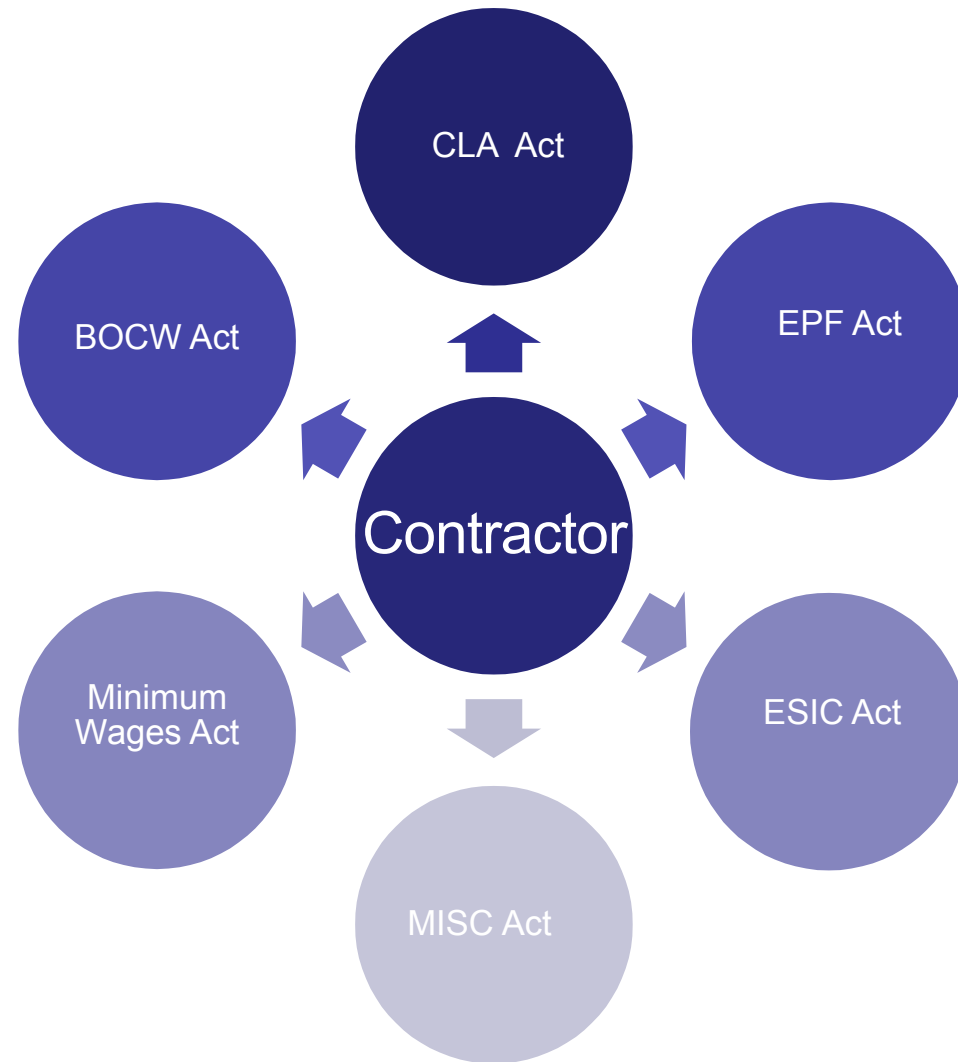 CLA  Act
BOCW Act
EPF Act
Contractor
Minimum
Wages Act
ESIC Act
MISC Act